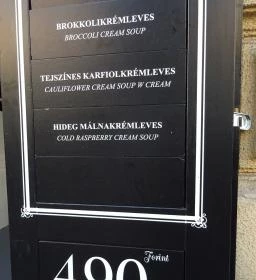 BROKKOLIKRÉMLEVES
BROCCOLI CREAM SOUP
TEJSZÍNES KARFIOLKRÉMLEVES
CAULIFLOWER CREAM SOUP W CREAM
HIDEG MÁLNAKRÉMLEVES
COLD RASPBERRY CREAM SOUP
490 Forint